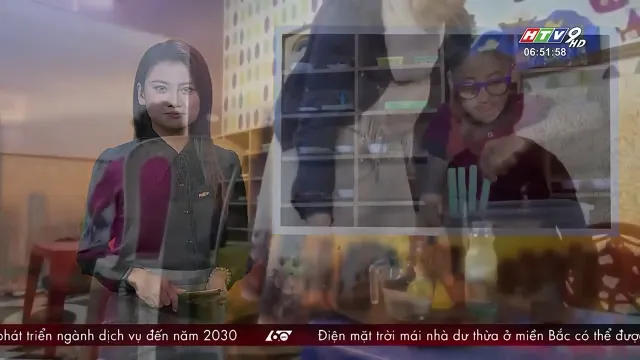 HTV9 HD
06:51:58
phát triển ngành dịch vụ đến năm 2030 Điện mặt trời mái nhà dư thừa ở miền Bắc có thể được